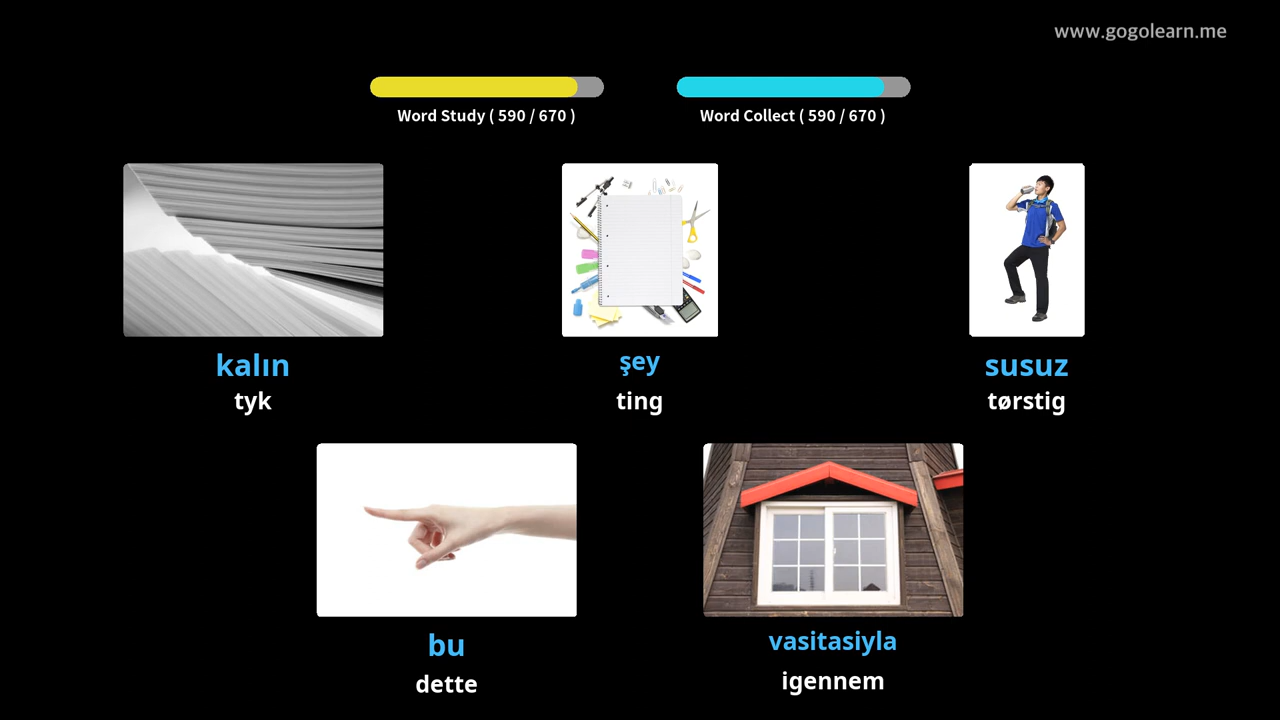 www.gogolearn.me
Word Study ( 590 / 670 )
Word Collect ( 590 / 670 )
kalın
tyk
şey
ting
susuz
tørstig
bu
dette
vasitasiyla
igennem